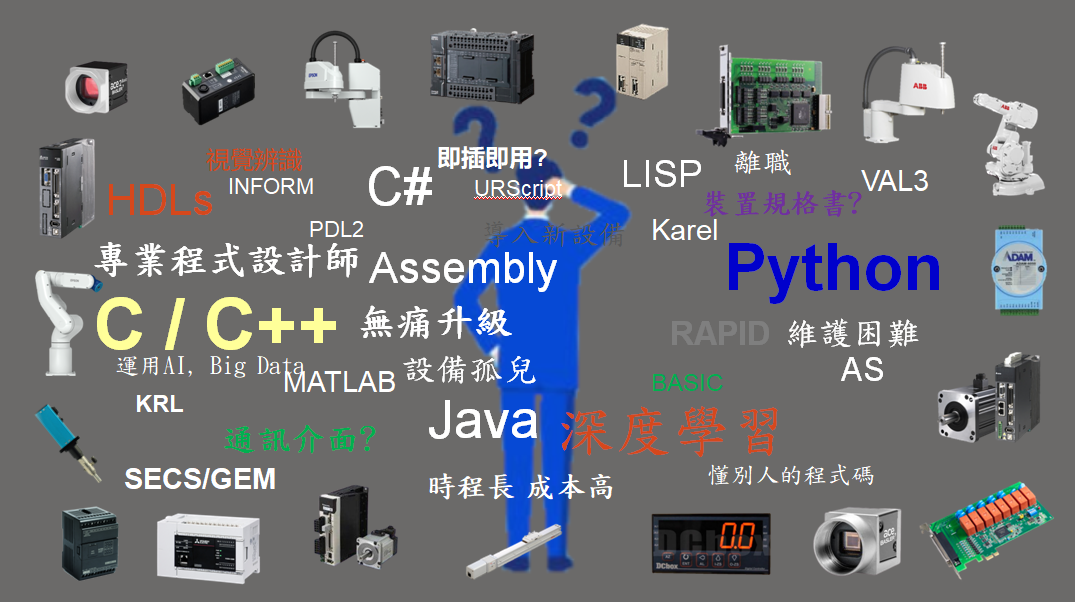 EPSON
ABB
視覺辨識
HDLs
INFORM
C#
即插即用?
URScript
LISP
離職
VAL3
裝置規格書?
PDL2
導入新設備
Karel
專業程式設計師
Assembly
Python
ADAM
C / C++
無痛升級
RAPID
維護困難
運用AI, Big Data
MATLAB
設備孤兒
BASIC
AS
KRL
Java
深度學習
通訊介面?
SECS/GEM
時程長 成本高
懂別人的程式碼
0.0
DCbox
ace
BASLER